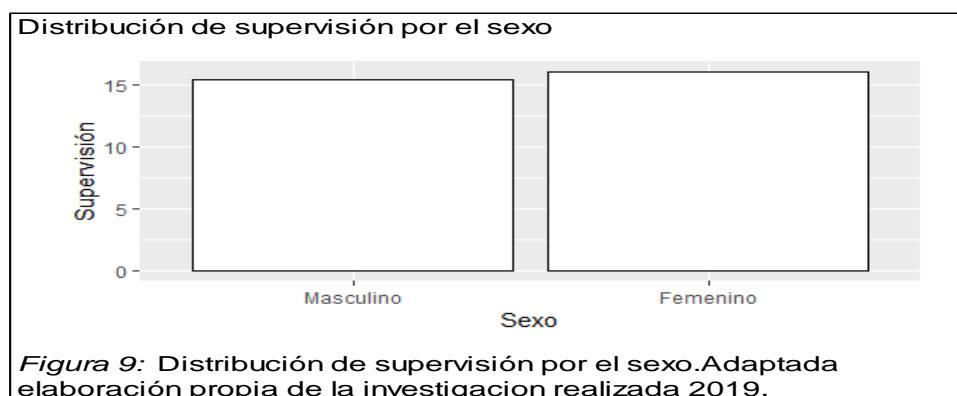 Distribución de supervisión por el sexo
15
10
5
0
Supervisión
Masculino
Femenino
Sexo
Figura 9: Distribución de supervisión por el sexo.Adaptada
elaboración propia de la investigacion realizada 2019.